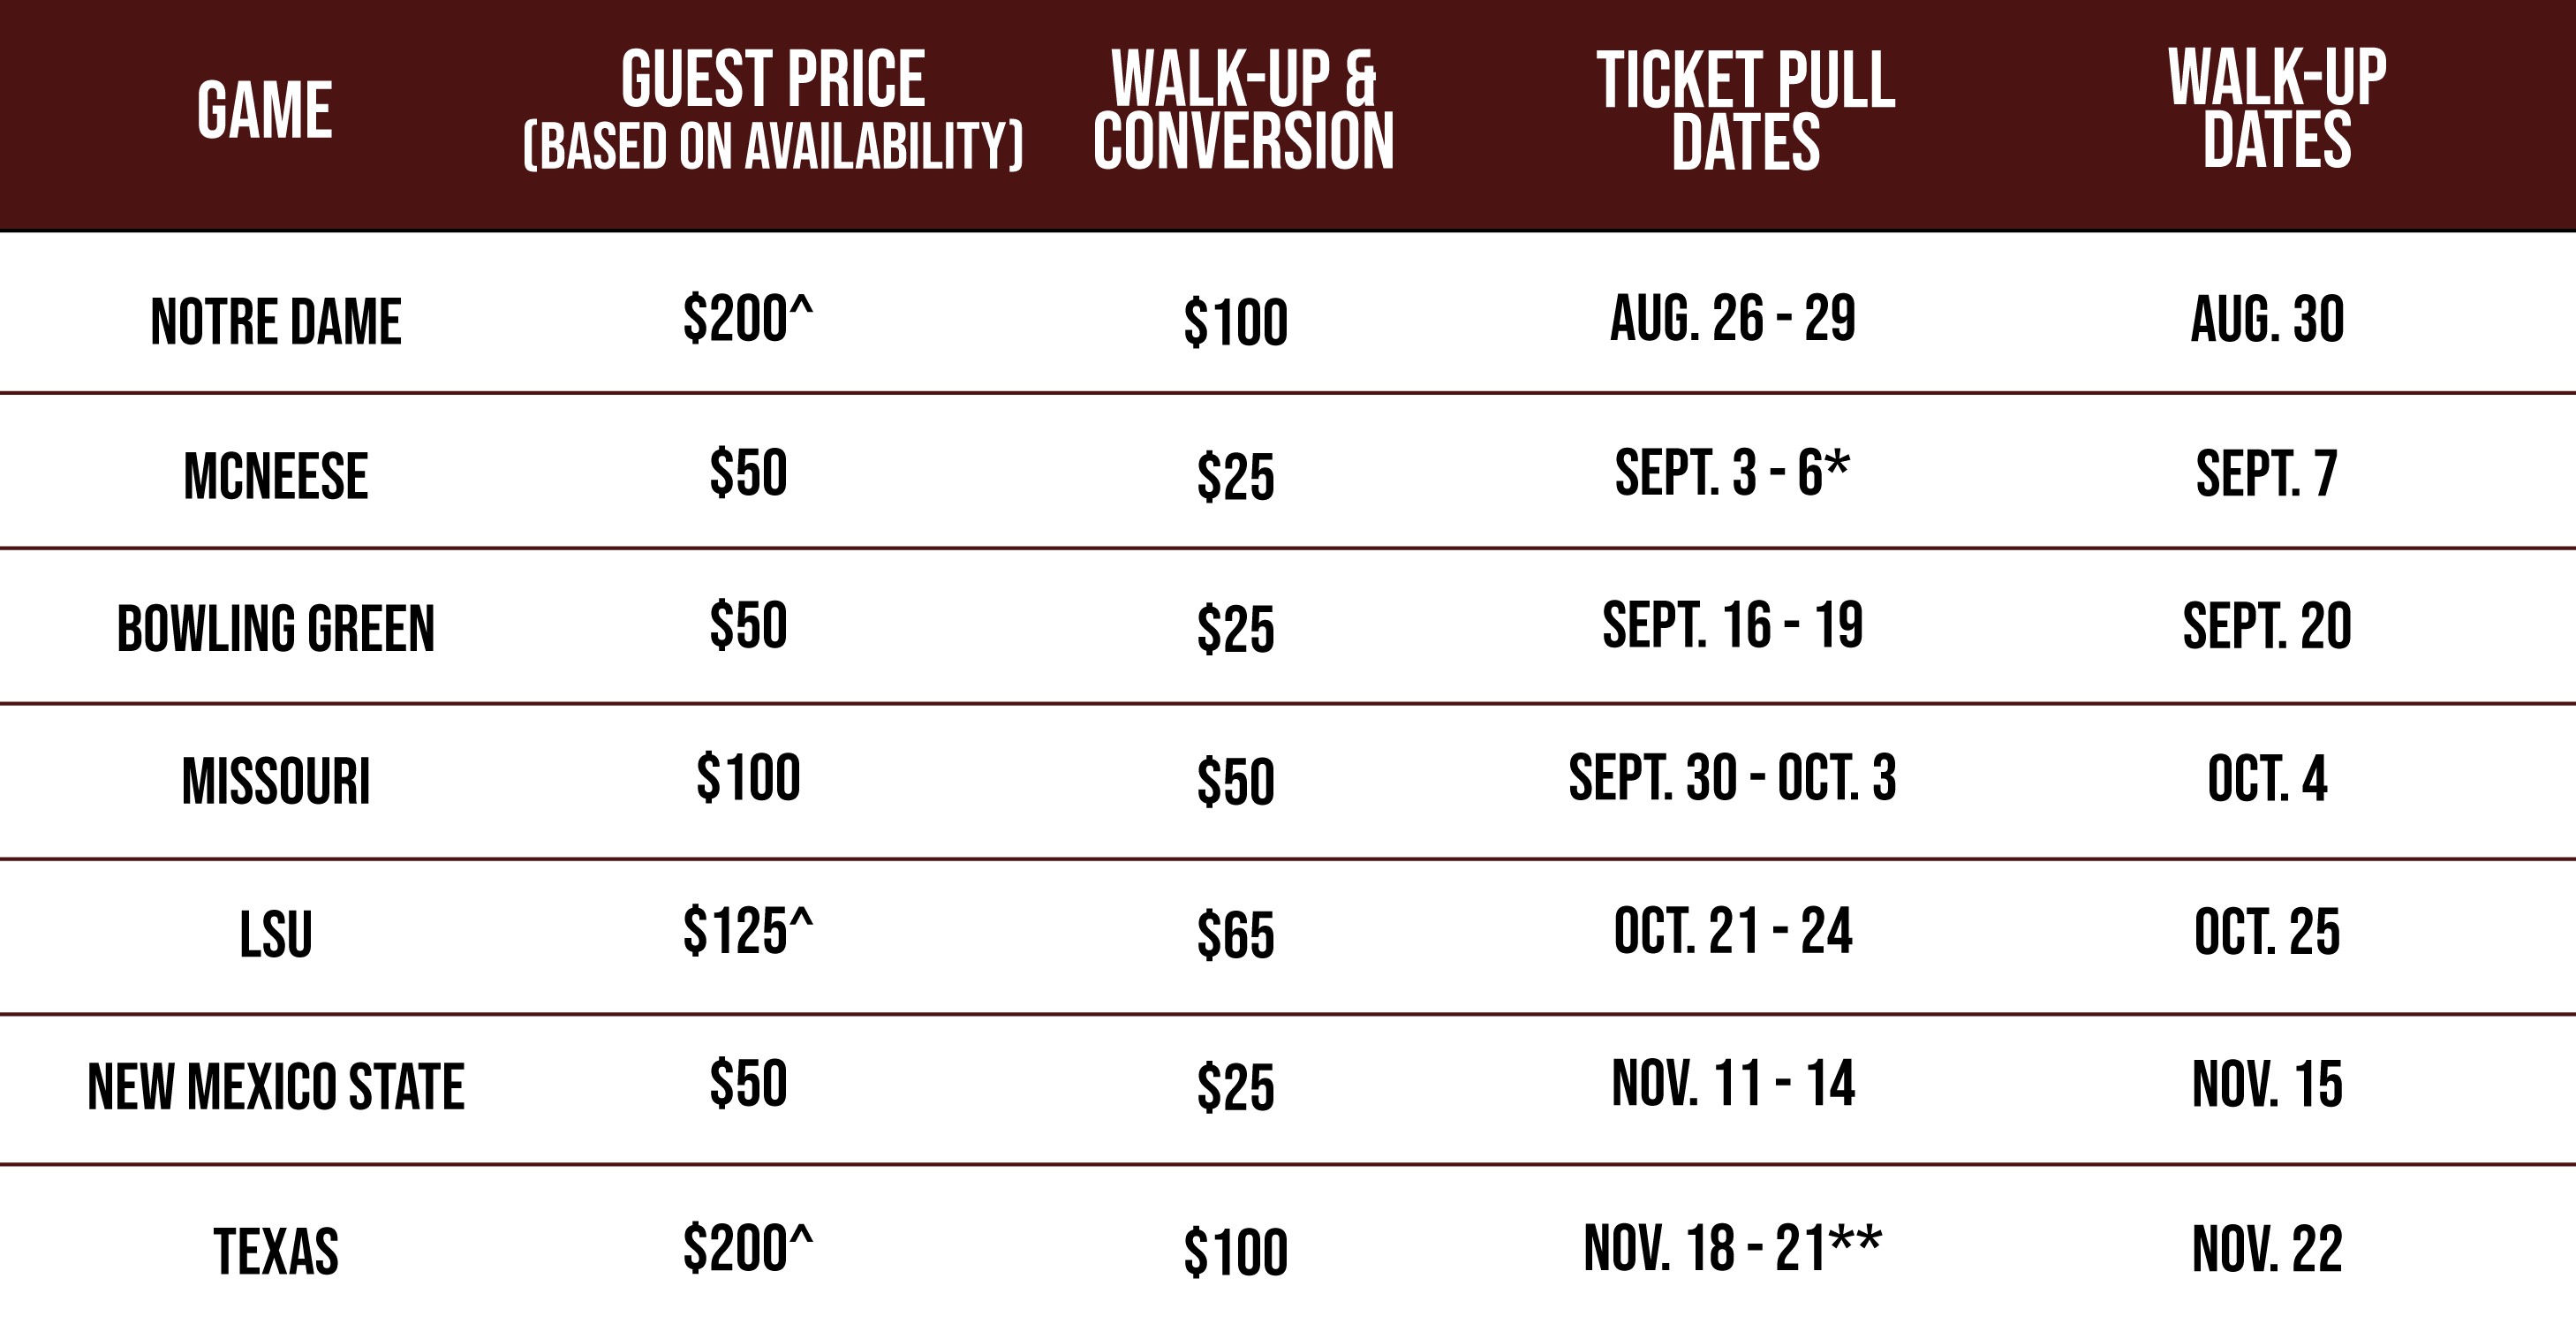 GAME
GUEST PRICE
(BASED ON AVAILABILITY)
WALK-UP &
CONVERSION
TICKET PULL
DATES
WALK-UP
DATES
NOTRE DAME $200^ $100 AUG. 26 - 29 AUG. 30
MCNEESE $50 $25 SEPT. 3 - 6* SEPT. 7
BOWLING GREEN $50 $25 SEPT. 16 - 19 SEPT. 20
MISSOURI $100 $50 SEPT. 30 - OCT. 3 OCT. 4
LSU $125^ $65 OCT. 21 - 24 OCT. 25
NEW MEXICO STATE $50 $25 NOV. 11 - 14 NOV. 15
TEXAS $200^ $100 NOV. 18 - 21** NOV. 22